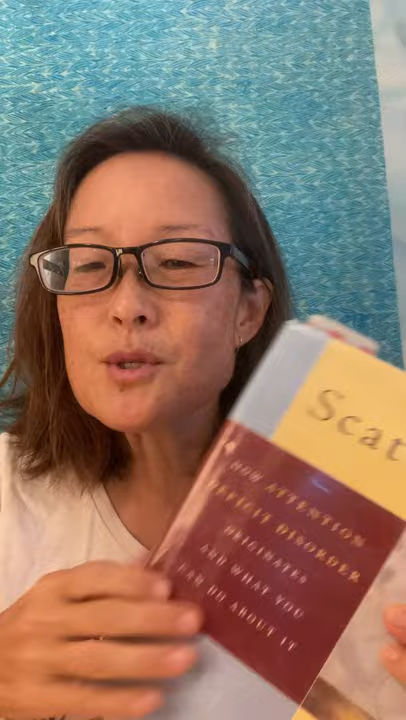 Scat
HOW ATTENTION
DEFICIT DISORDER
ORIGINATES
AND WHAT YOU
CAN DO ABOUT IT